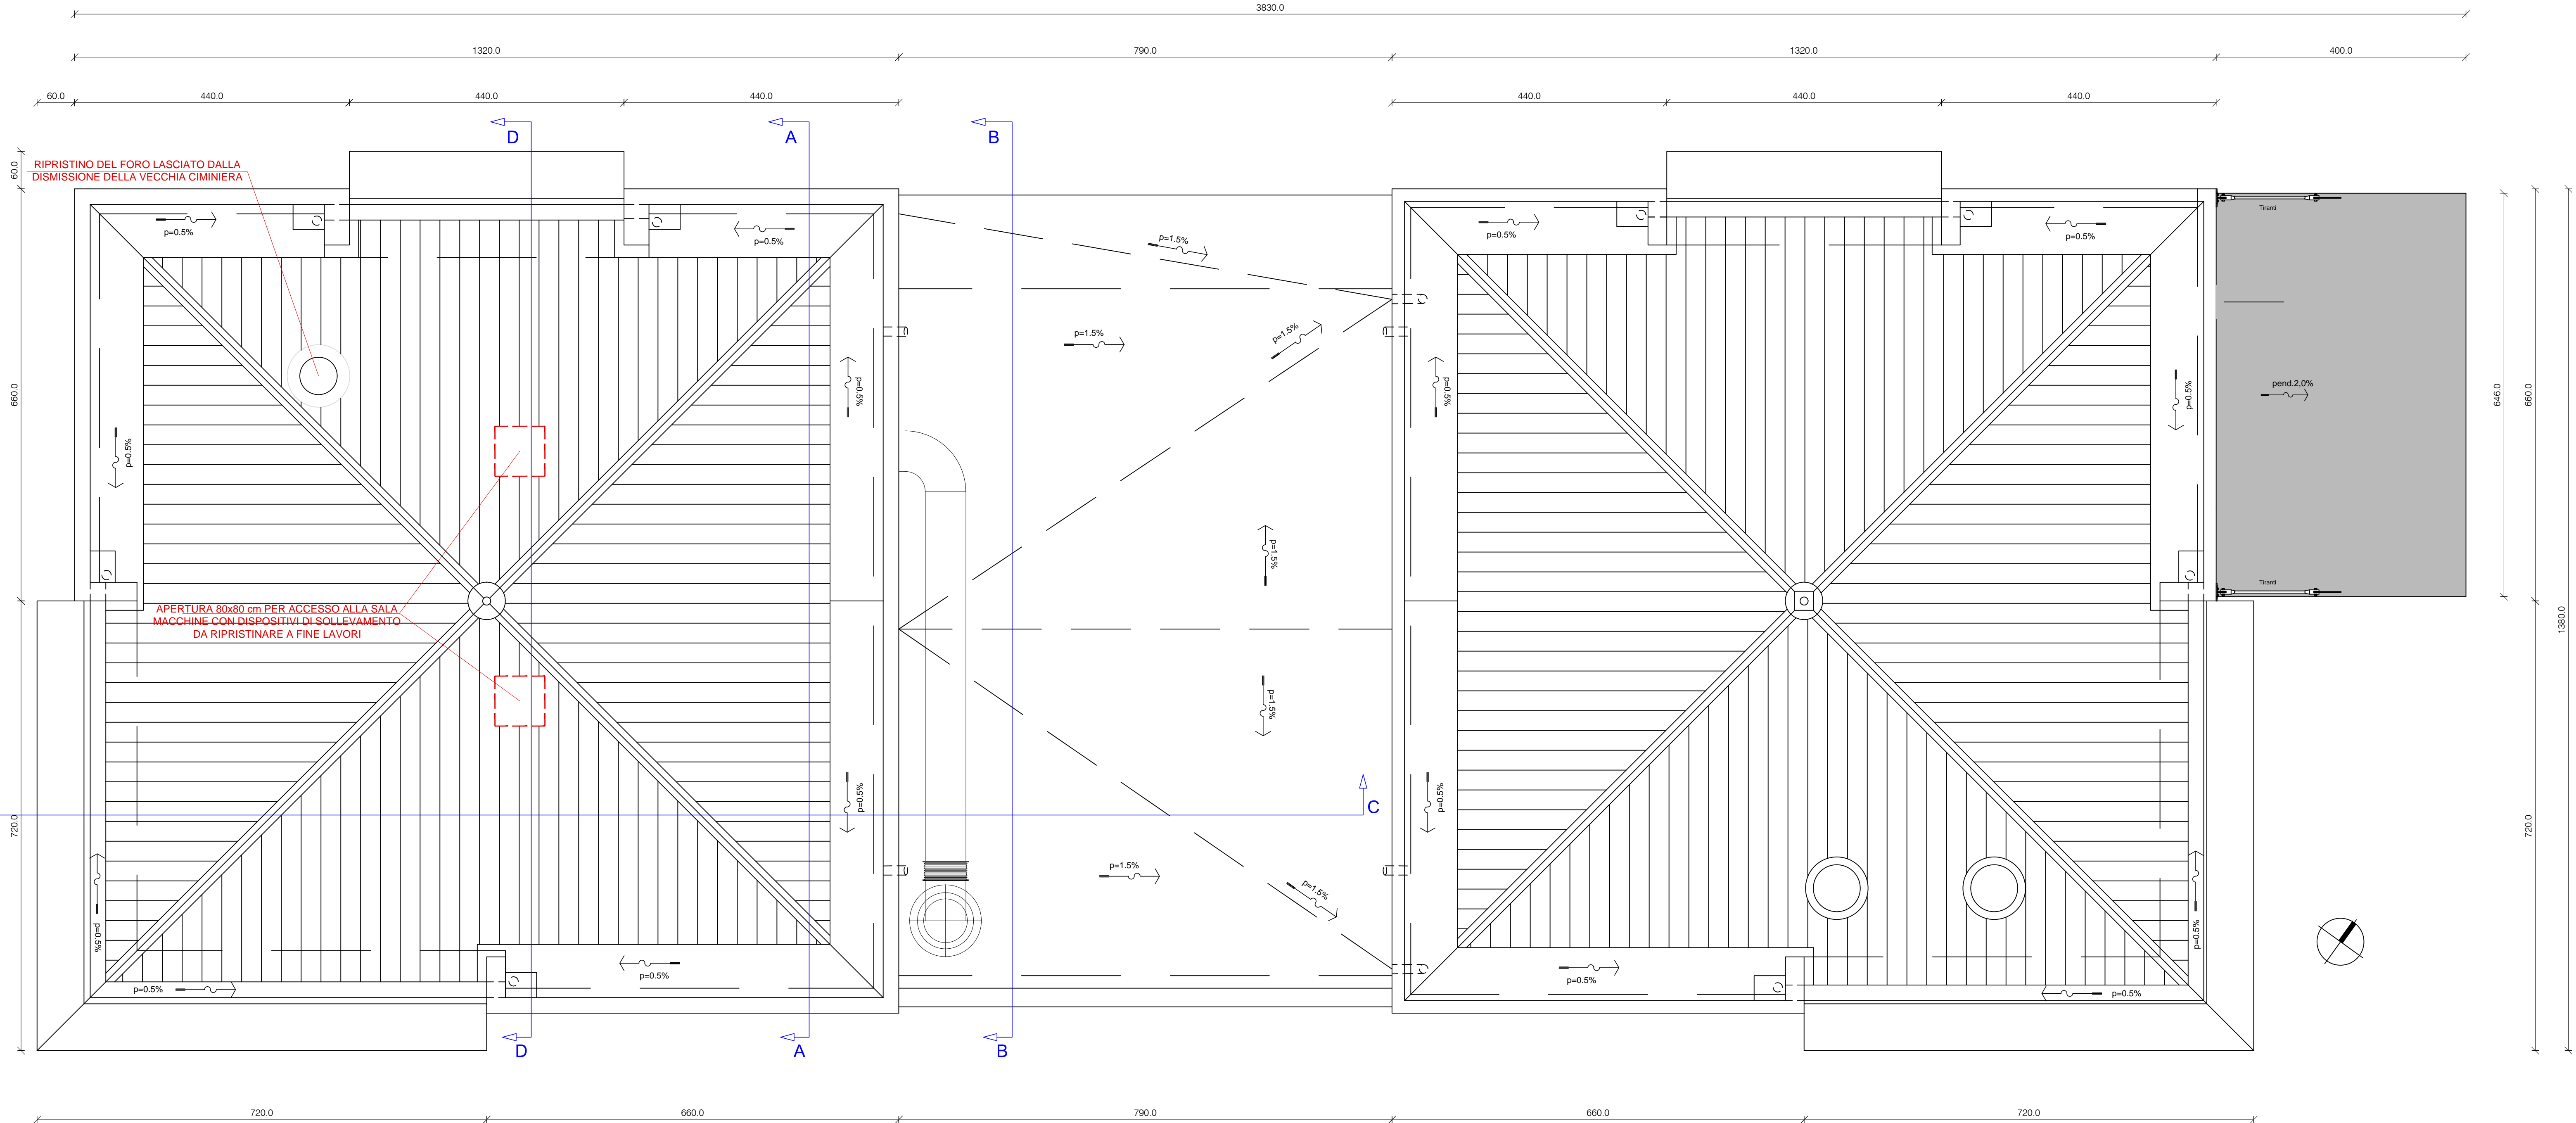 3830.0
1320.0
790.0
1320.0
400.0
60.0
440.0
440.0
440.0
440.0
440.0
440.0
D
A
B
60.0
RIPRISTINO DEL FORO LASCIATO DALLA
DISMISSIONE DELLA VECCHIA CIMINIERA
p=0.5%
p=0.5%
p=1.5%
p=0.5%
p=0.5%
Tiranti
p=1.5%
p=1.5%
p=0.5%
p=0.5%
p=0.5%
pend.2,0%
660.0
646.0
660.0
p=0.5%
p=1.5%
Tiranti
APERTURA 80x80 cm PER ACCESSO ALLA SALA
MACCHINE CON DISPOSITIVI DI SOLLEVAMENTO
DA RIPRISTINARE A FINE LAVORI
1380.0
p=1.5%
C
p=0.5%
p=0.5%
720.0
720.0
p=1.5%
p=1.5%
p=0.5%
p=0.5%
p=0.5%
p=0.5%
p=0.5%
p=0.5%
D
A
B
720.0
660.0
790.0
660.0
720.0